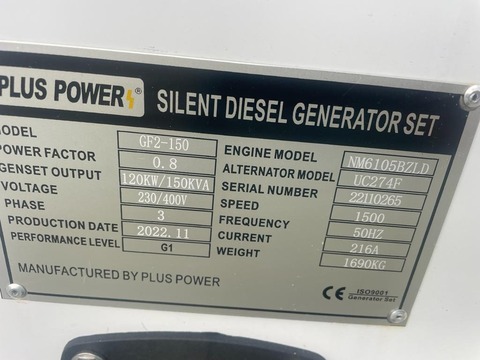 PLUS POWER ®
SILENT DIESEL GENERATOR SET
MODEL GF2-150
POWER FACTOR 0.8
GENSET OUTPUT 120KW/150KVA
VOLTAGE 230/400V
PHASE 3
PRODUCTION DATE 2022.11
PERFORMANCE LEVEL G1
ENGINE MODEL NM6105BZLD
ALTERNATOR MODEL UC274F
SERIAL NUMBER 22110265
SPEED 1500
FREQUENCY 50HZ
CURRENT 216A
WEIGHT 1690KG
MANUFACTURED BY PLUS POWER
CE ISO9001
Generator Set